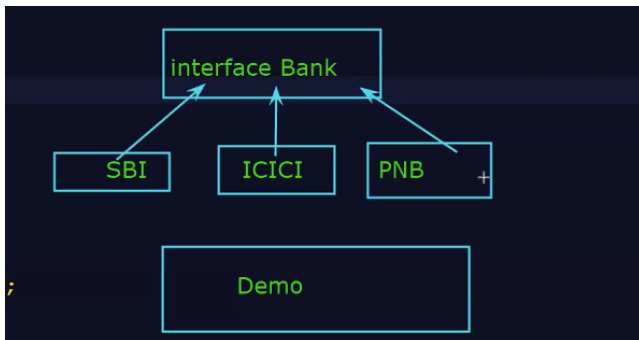 interface Bank
SBI
ICICI
PNB
Demo
;